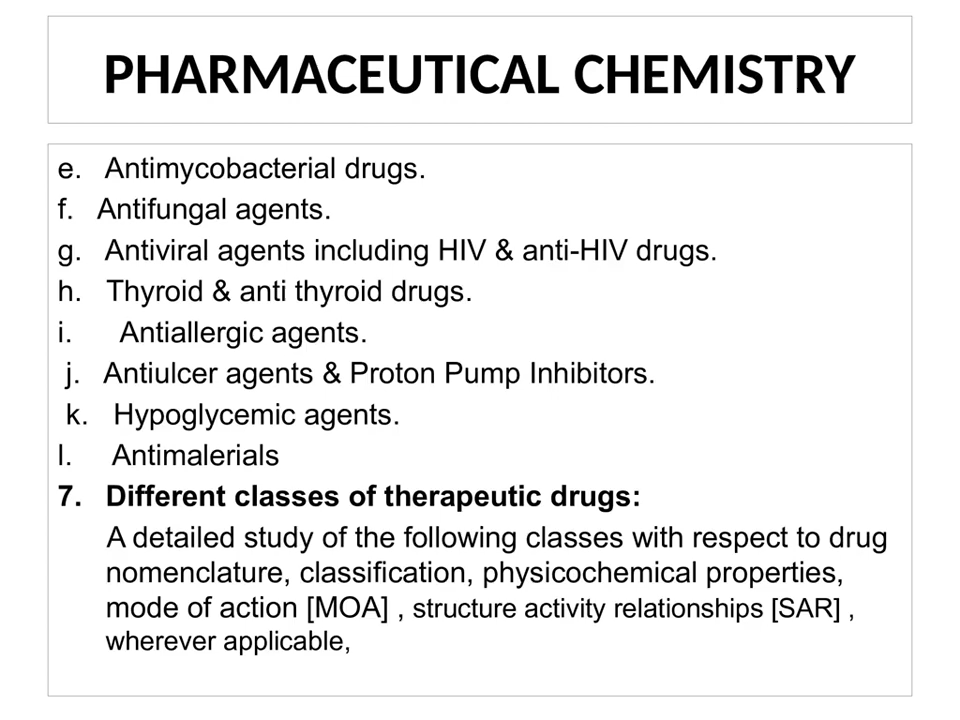 PHARMACEUTICAL CHEMISTRY
e. Antimycobacterial drugs.
f. Antifungal agents.
g. Antiviral agents including HIV & anti-HIV drugs.
h. Thyroid & anti thyroid drugs.
i. Antiallergic agents.
j. Antiulcer agents & Proton Pump Inhibitors.
k. Hypoglycemic agents.
l. Antimalerials
7. Different classes of therapeutic drugs:
A detailed study of the following classes with respect to drug
nomenclature, classification, physicochemical properties,
mode of action [MOA] , structure activity relationships [SAR] ,
wherever applicable,